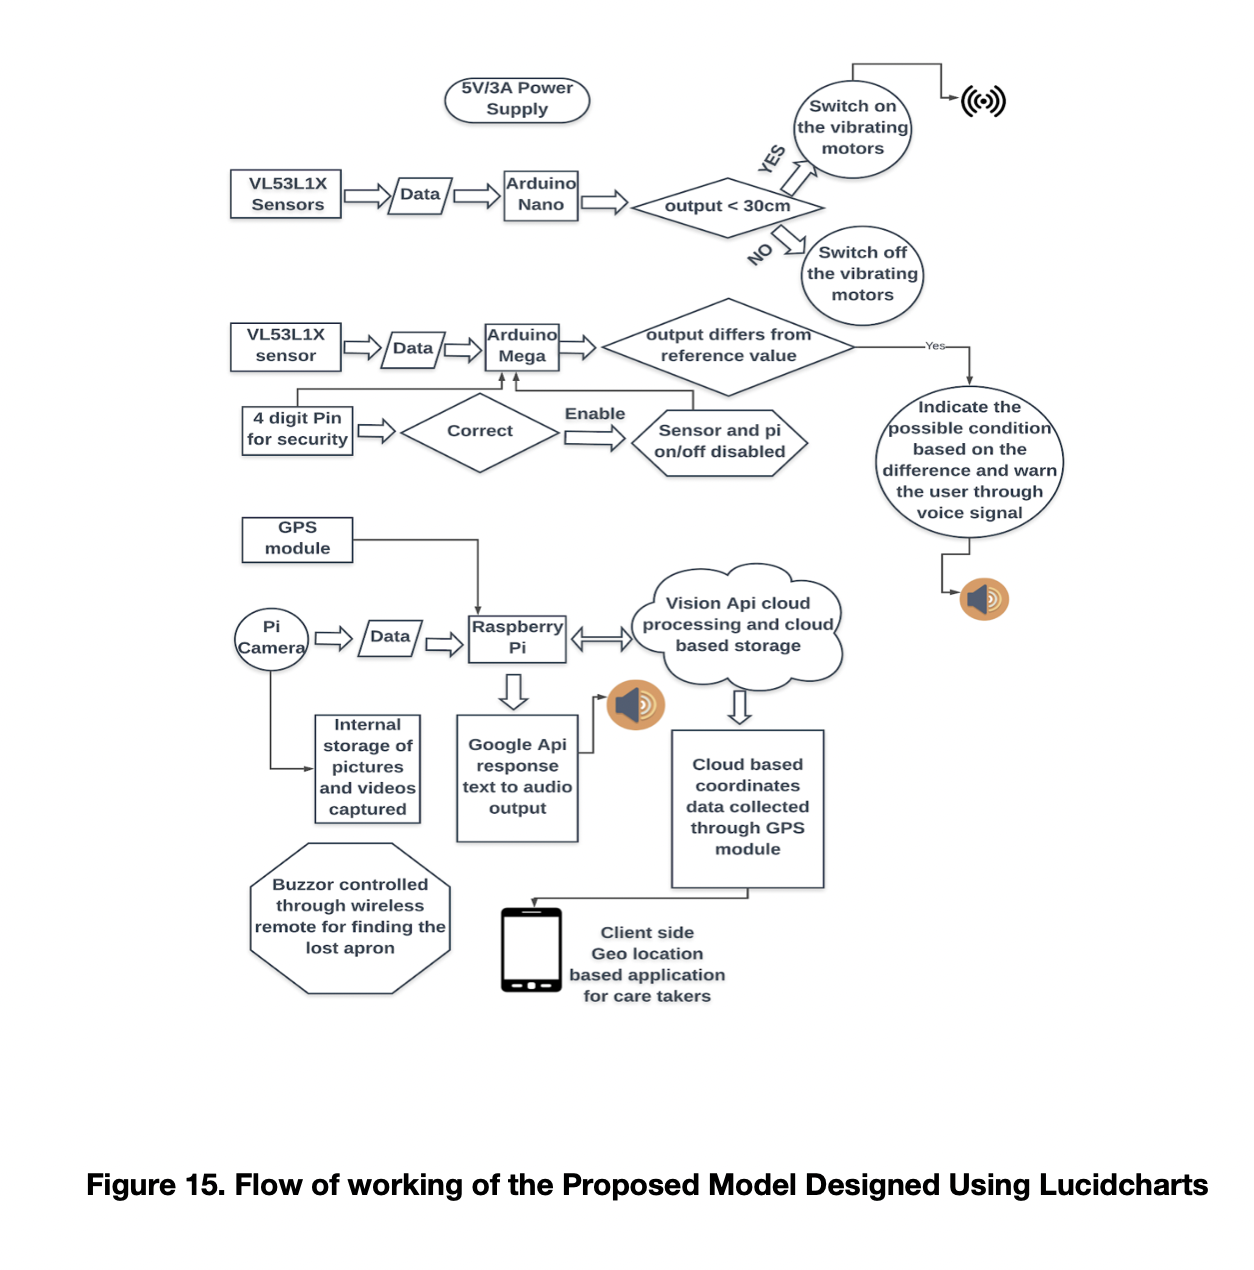 5V/3A Power
Supply
Switch on
the vibrating
motors
YES
VL53L1X
Sensors
Data
Arduino
Nano
output < 30cm
NO
Switch off
the vibrating
motors
VL53L1X
sensor
Data
Arduino
Mega
output differs from
reference value
Yes
4 digit Pin
for security
Correct
Enable
Sensor and pi
on/off disabled
Indicate the
possible condition
based on the
difference and warn
the user through
voice signal
GPS
module
Pi
Camera
Data
Raspberry
Pi
Vision Api cloud
processing and cloud
based storage
Internal
storage of
pictures
and videos
captured
Google Api
response
text to audio
output
Cloud based
coordinates
data collected
through GPS
module
Buzzor controlled
through wireless
remote for finding the
lost apron
Client side
Geo location
based application
for care takers
Figure 15. Flow of working of the Proposed Model Designed Using Lucidcharts